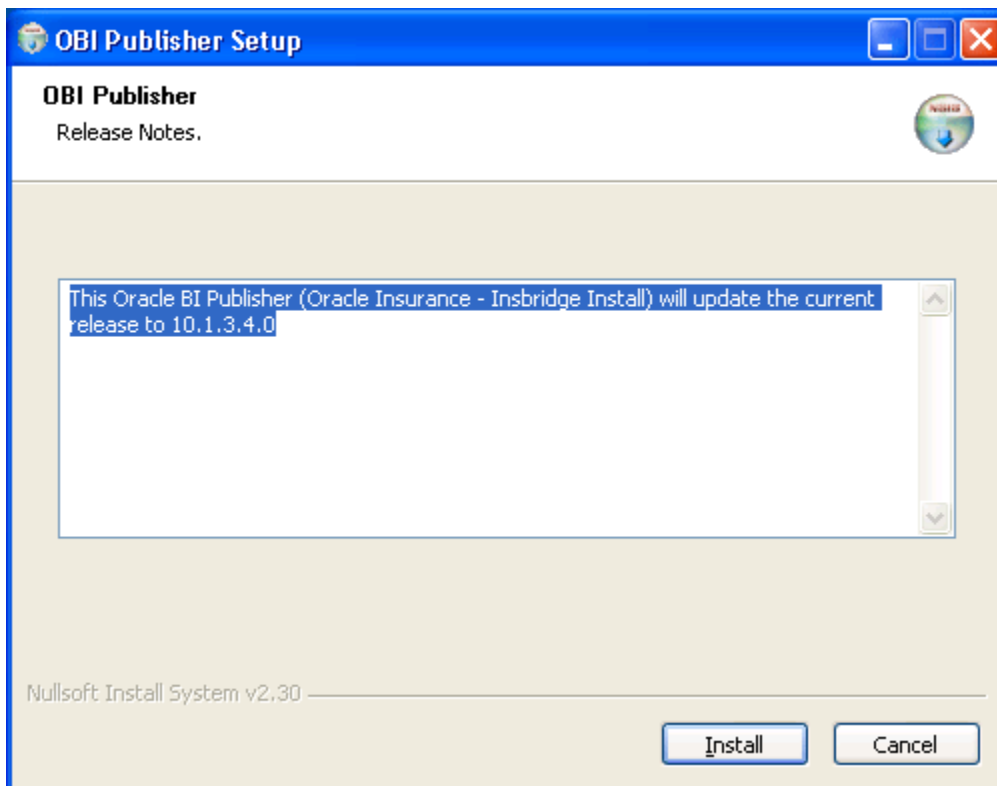 OBI Publisher Setup
OBI Publisher
Release Notes.
This Oracle BI Publisher (Oracle Insurance - Insbridge Install) will update the current
release to 10.1.3.4.0
Nullsoft Install System v2.30
Install
Cancel